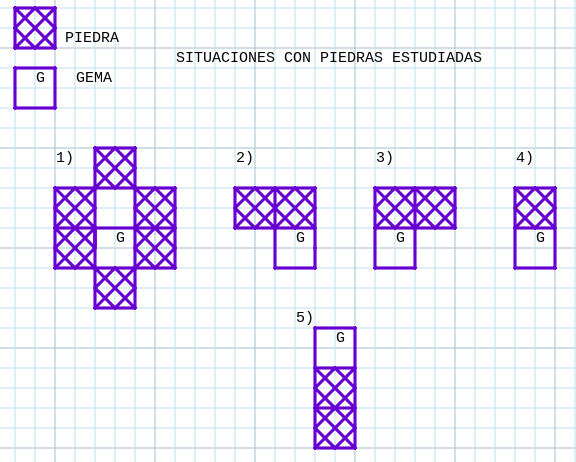 PIEDRA
SITUACIONES CON PIEDRAS ESTUDIADAS
G GEMA
1) 2) 3) 4)
G G G G
5)
G